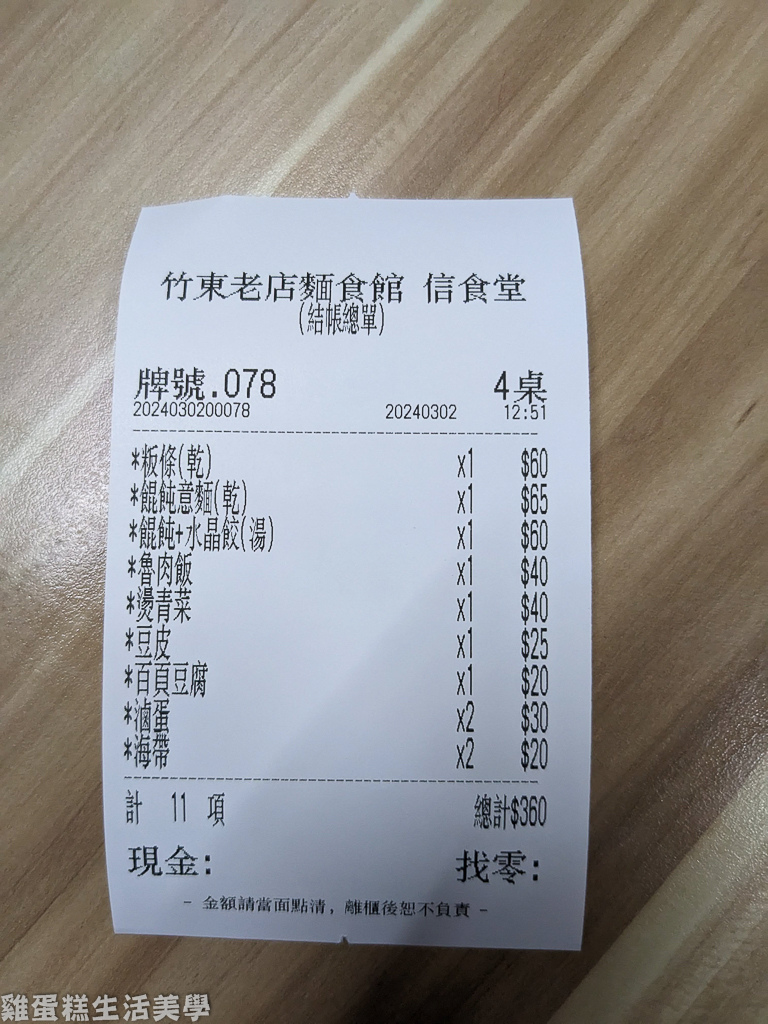 竹東老店麵食館 信食堂
(結帳總單)
牌號.078 4桌
2024030200078 20240302 12:51
*粄條(乾) x1 $60
*餛飩意麵(乾) x1 $65
*餛飩+水晶餃(湯) x1 $60
*魯肉飯 x1 $40
*燙青菜 x1 $40
*豆皮 x1 $25
*百頁豆腐 x1 $20
*滷蛋 x2 $30
*海帶 x2 $20
計 11 項 總計$360
現金: 找零:
- 金額請當面點清, 離櫃後恕不負責 -
雞蛋糕生活美學